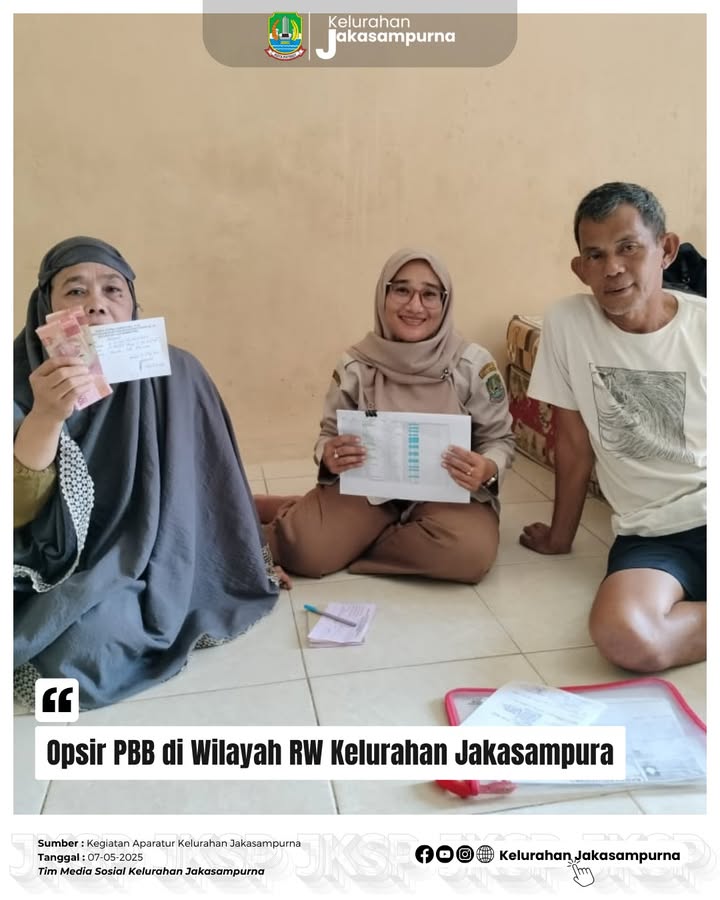 Kelurahan
Jakasampurna
Opsir PBB di Wilayah RW Kelurahan Jakasampura
JKSP JKSP JKSP JKSP JKSP
Sumber : Kegiatan Aparatur Kelurahan Jakasampurna
Tanggal : 07-05-2025
Tim Media Sosial Kelurahan Jakasampurna
Kelurahan Jakasampurna